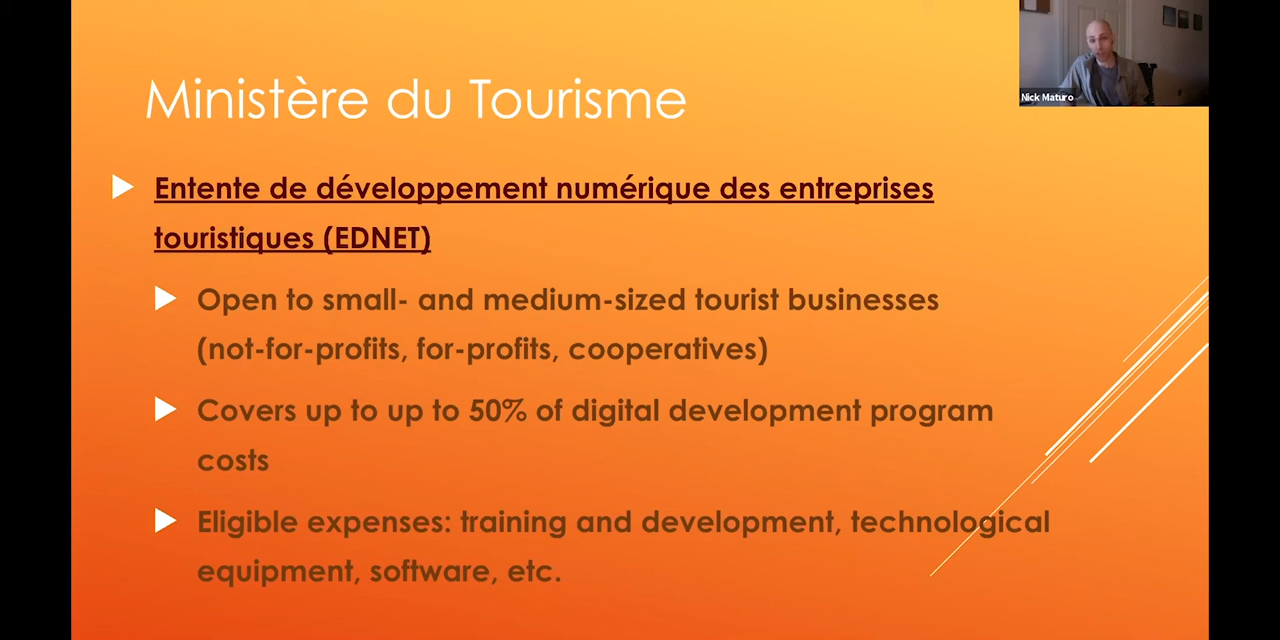 Ministère du Tourisme
Entente de développement numérique des entreprises
touristiques (EDNET)
Open to small- and medium-sized tourist businesses
(not-for-profits, for-profits, cooperatives)
Covers up to up to 50% of digital development program
costs
Eligible expenses: training and development, technological
equipment, software, etc.
Nick Maturo